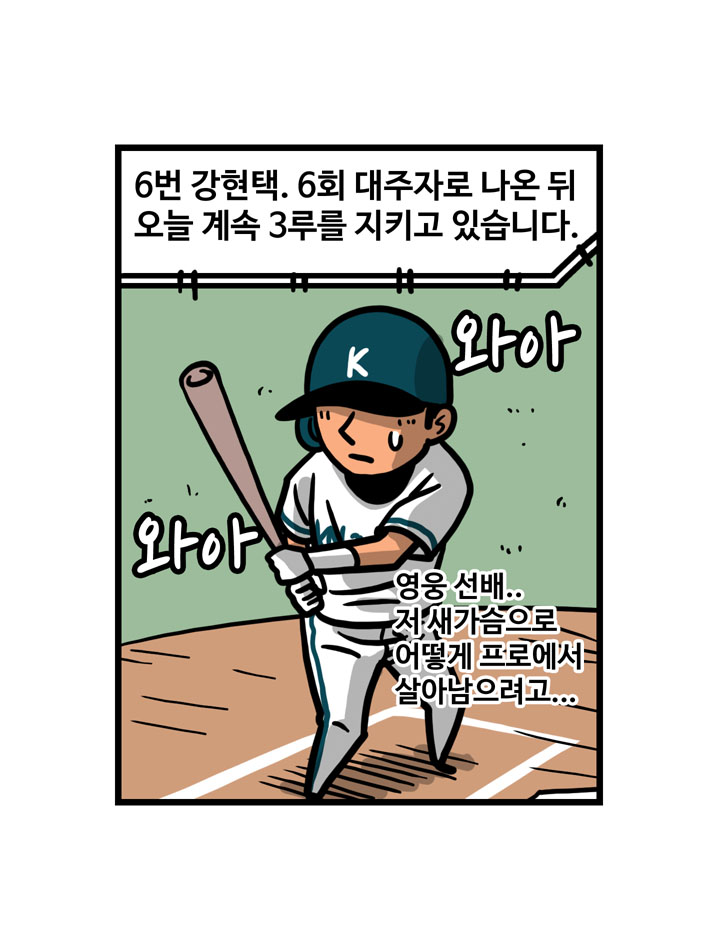 6번 강현택. 6회 대주자로 나온 뒤
오늘 계속 3루를 지키고 있습니다.
와아
K
와아
영웅 선배..
저 새가슴으로
어떻게 프로에서
살아남으려고...